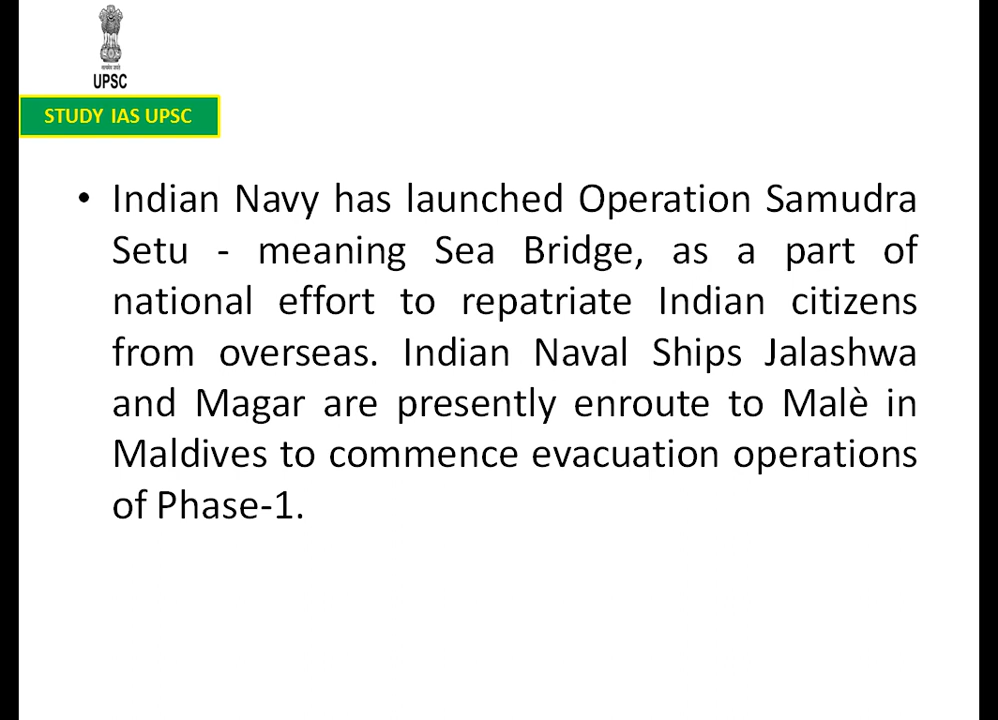 UPSC
STUDY IAS UPSC
• Indian Navy has launched Operation Samudra
Setu - meaning Sea Bridge, as a part of
national effort to repatriate Indian citizens
from overseas. Indian Naval Ships Jalashwa
and Magar are presently enroute to Malè in
Maldives to commence evacuation operations
of Phase-1.